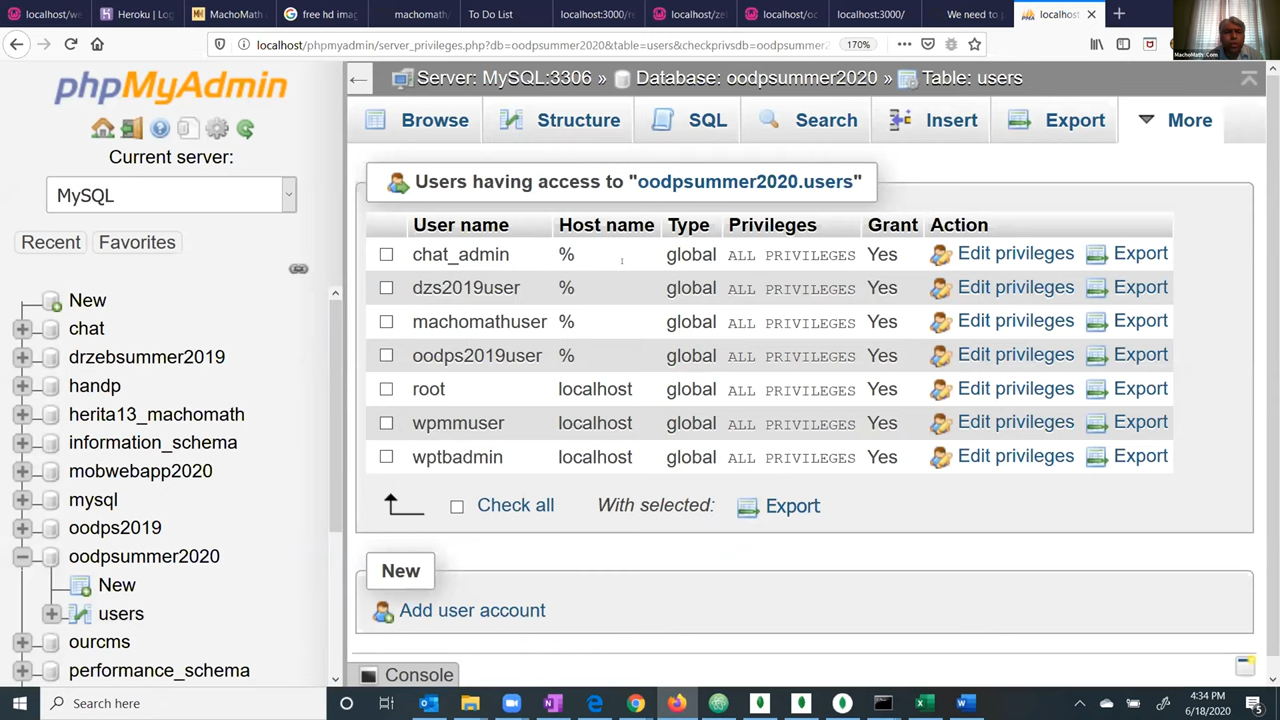 localhost/we
Heroku | Log
MachoMath
free hd imag
machomath/
To Do List
localhost:3000/re
localhost/ze
localhost/oc
localhost:3000/
We need to
localhost.
localhost/phpmyadmin/server_privileges.php?db=oodpsummer2020&table=users&checkprivsdb=oodpsummer2
170%
MachoMath.Com
phpMyAdmin
Current server:
MySQL
Recent
Favorites
New
chat
drzebsummer2019
handp
herita13_machomath
information_schema
mobwebapp2020
mysql
oodps2019
oodpsummer2020
New
users
ourcms
performance_schema
Server: MySQL:3306 » Database: oodpsummer2020 » Table: users
Browse Structure SQL Search Insert Export More
Users having access to "oodpsummer2020.users"
User name Host name Type Privileges Grant Action
chat_admin % global ALL PRIVILEGES Yes Edit privileges Export
dzs2019user % global ALL PRIVILEGES Yes Edit privileges Export
machomathuser % global ALL PRIVILEGES Yes Edit privileges Export
oodps2019user % global ALL PRIVILEGES Yes Edit privileges Export
root localhost global ALL PRIVILEGES Yes Edit privileges Export
wpmmuser localhost global ALL PRIVILEGES Yes Edit privileges Export
wptbadmin localhost global ALL PRIVILEGES Yes Edit privileges Export
Check all With selected: Export
New
Add user account
Console
Search
4:34 PM
6/18/2020
5